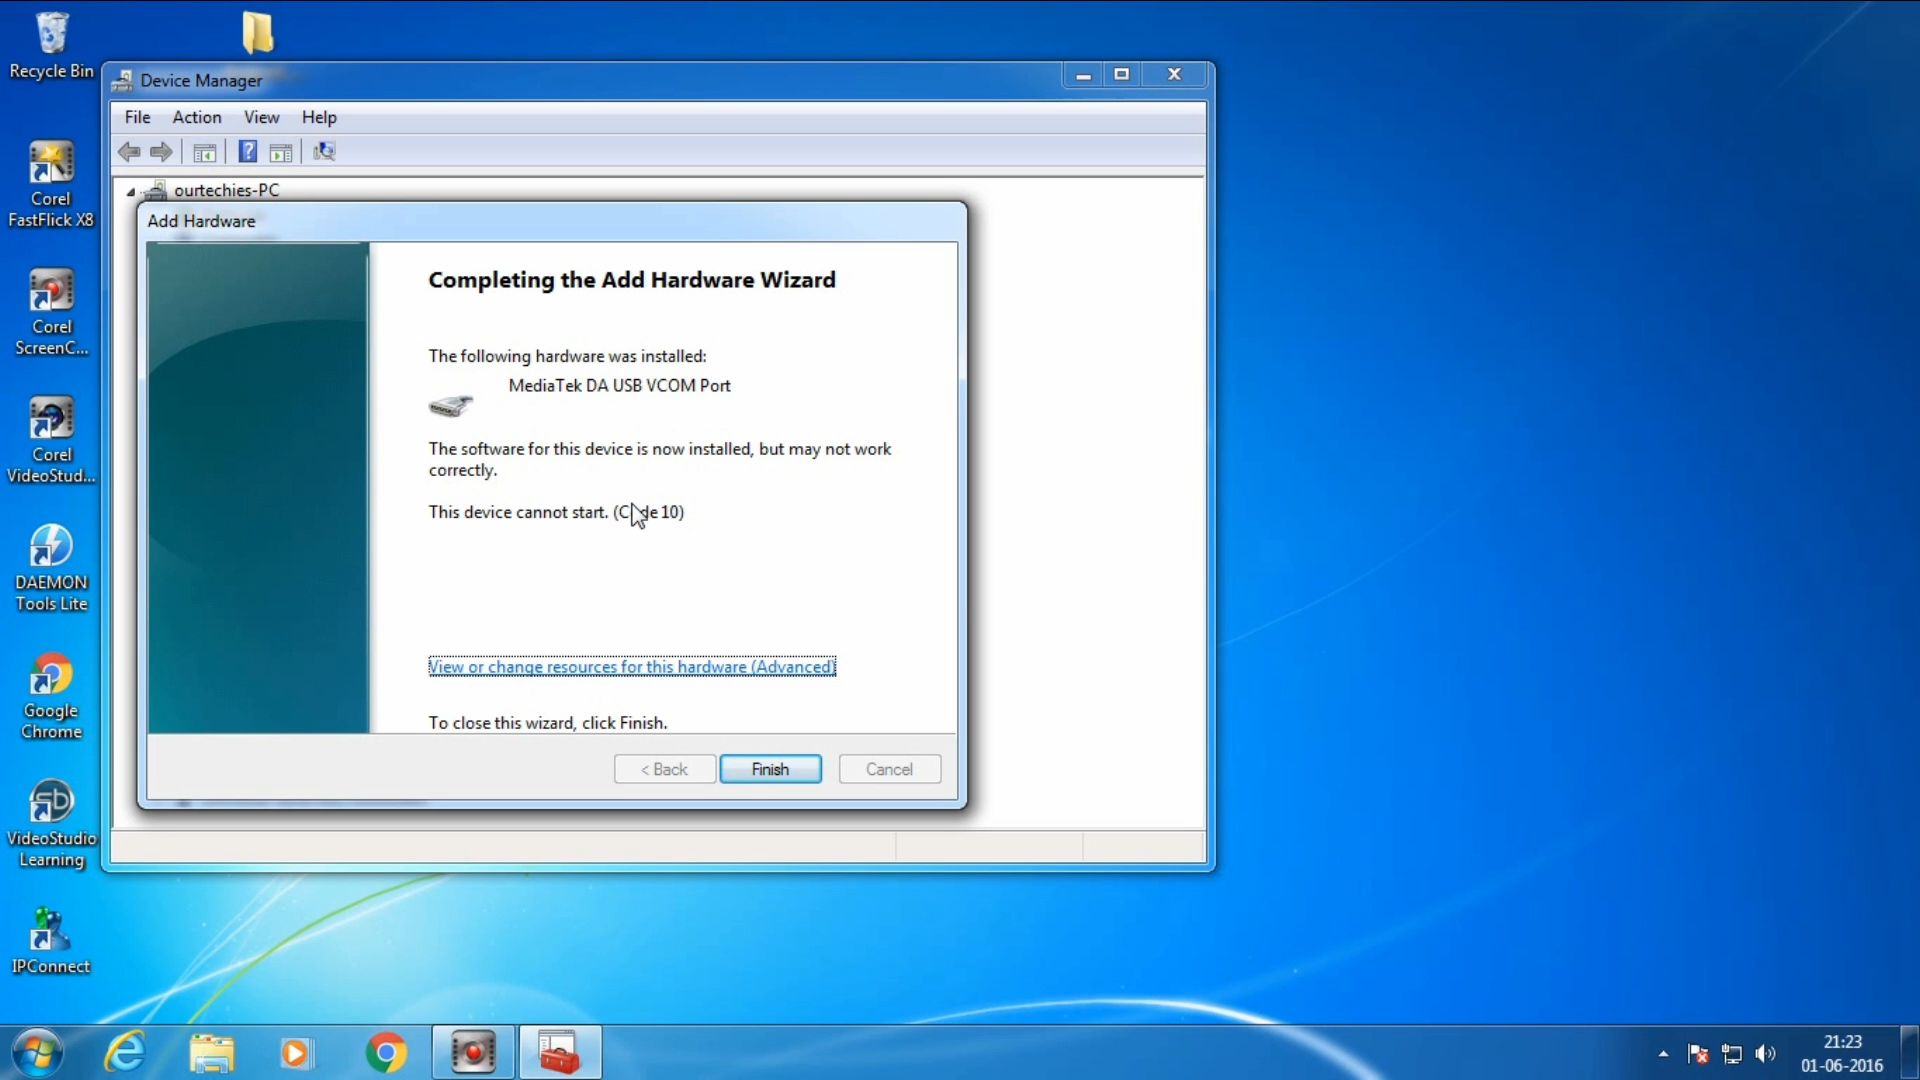 Recycle Bin
Corel
FastFlick X8
Corel
ScreenC...
Corel
VideoStud...
DAEMON
Tools Lite
Google
Chrome
VideoStudio
Learning
IPConnect
Device Manager
File Action View Help
ourtechies-PC
Add Hardware
Completing the Add Hardware Wizard
The following hardware was installed:
MediaTek DA USB VCOM Port
The software for this device is now installed, but may not work
correctly.
This device cannot start. (Code 10)
View or change resources for this hardware (Advanced)
To close this wizard, click Finish.
< Back Finish Cancel
21:23
01-06-2016